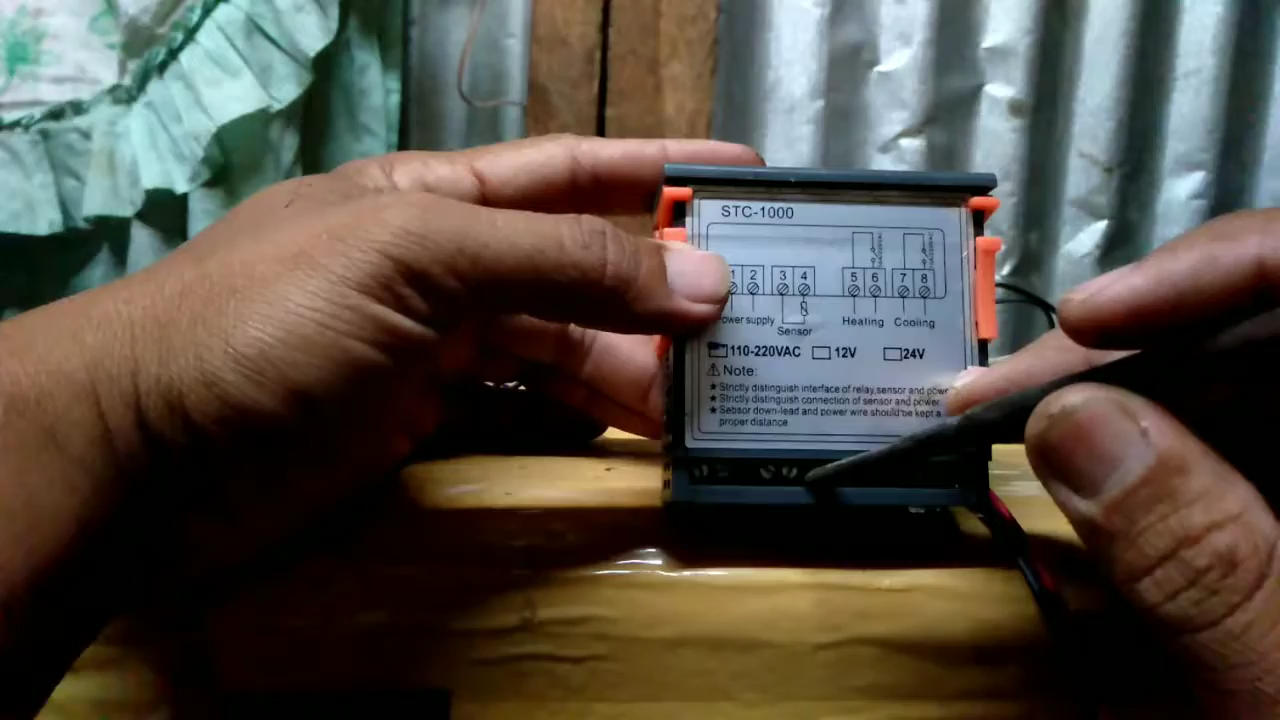 STC-1000
1 2 3 4 5 6 7 8
ower supply
Sensor
Heating Cooling
110-220VAC 12V 24V
Note:
★ Strictly distinguish interface of relay,sensor and powe
★ Strictly distinguish connection of sensor and power
★ Sebsor down-lead and power wire should be kept a
proper distance